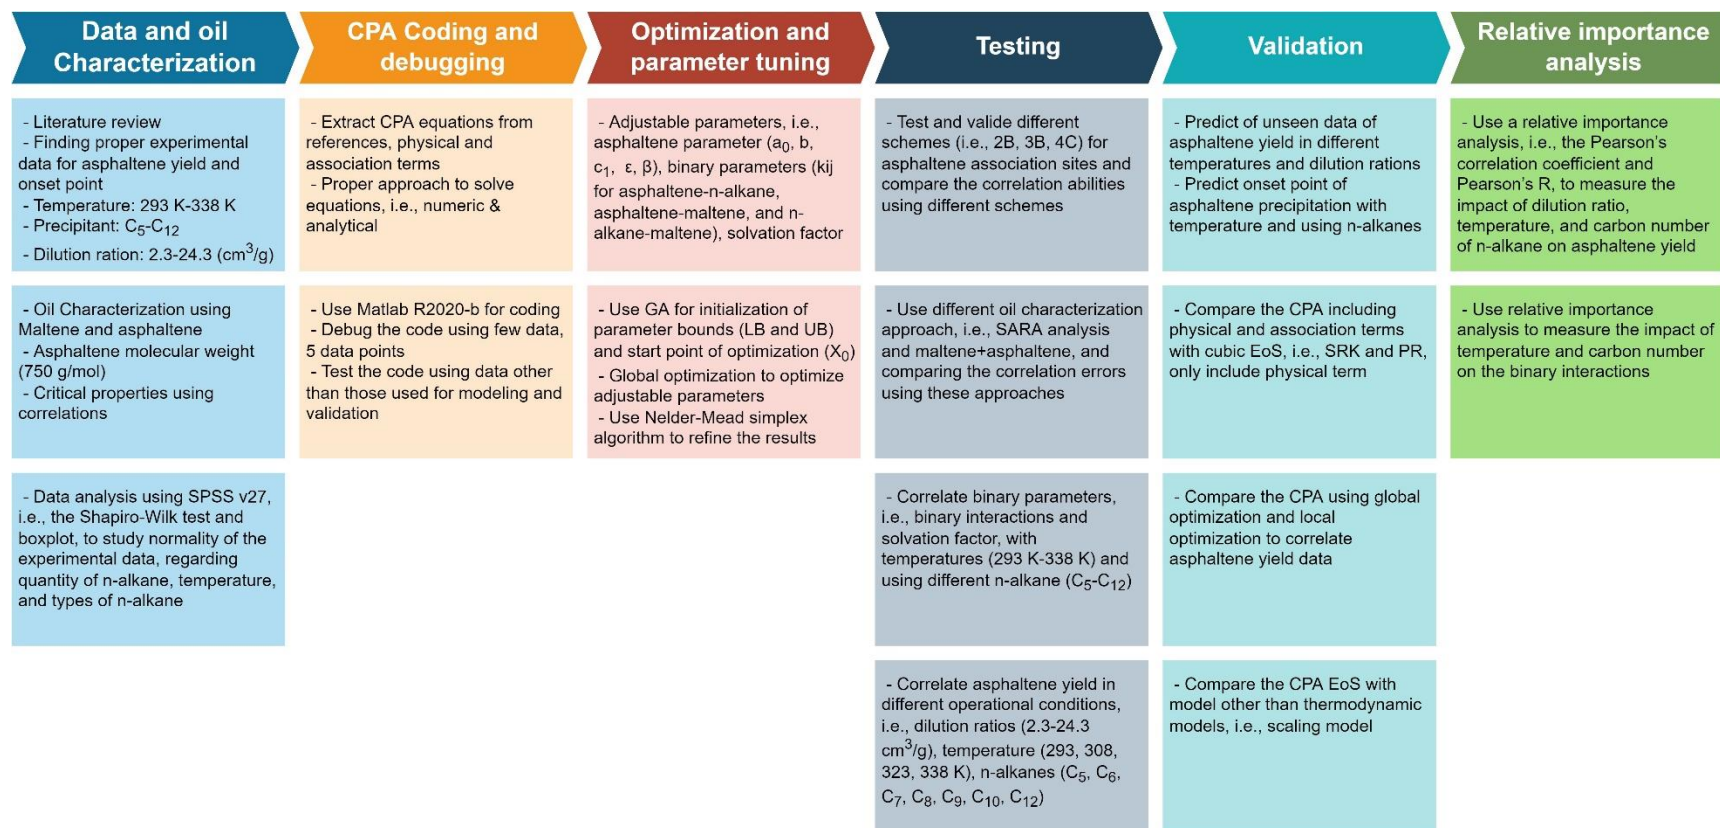 Data and oil
Characterization
CPA Coding and
debugging
Optimization and
parameter tuning
Testing
Validation
Relative importance
analysis
- Literature review
- Finding proper experimental
data for asphaltene yield and
onset point
- Temperature: 293 K-338 K
- Precipitant: C5-C12
- Dilution ration: 2.3-24.3 (cm3/g)
- Extract CPA equations from
references, physical and
association terms
- Proper approach to solve
equations, i.e., numeric &
analytical
- Adjustable parameters, i.e.,
asphaltene parameter (a0, b,
c1, ε, β), binary parameters (kij
for asphaltene-n-alkane,
asphaltene-maltene, and n-
alkane-maltene), solvation factor
- Test and valide different
schemes (i.e., 2B, 3B, 4C) for
asphaltene association sites and
compare the correlation abilities
using different schemes
- Predict of unseen data of
asphaltene yield in different
temperatures and dilution rations
- Predict onset point of
asphaltene precipitation with
temperature and using n-alkanes
- Use a relative importance
analysis, i.e., the Pearson's
correlation coefficient and
Pearson's R, to measure the
impact of dilution ratio,
temperature, and carbon number
of n-alkane on asphaltene yield
- Oil Characterization using
Maltene and asphaltene
- Asphaltene molecular weight
(750 g/mol)
- Critical properties using
correlations
- Use Matlab R2020-b for coding
- Debug the code using few data,
5 data points
- Test the code using data other
than those used for modeling and
validation
- Use GA for initialization of
parameter bounds (LB and UB)
and start point of optimization (X0)
- Global optimization to optimize
adjustable parameters
- Use Nelder-Mead simplex
algorithm to refine the results
- Use different oil characterization
approach, i.e., SARA analysis
and maltene+asphaltene, and
comparing the correlation errors
using these approaches
- Compare the CPA including
physical and association terms
with cubic EoS, i.e., SRK and PR,
only include physical term
- Use relative importance
analysis to measure the impact of
temperature and carbon number
on the binary interactions
- Data analysis using SPSS v27,
i.e., the Shapiro-Wilk test and
boxplot, to study normality of the
experimental data, regarding
quantity of n-alkane, temperature,
and types of n-alkane
- Correlate binary parameters,
i.e., binary interactions and
solvation factor, with
temperatures (293 K-338 K) and
using different n-alkane (C5-C12)
- Compare the CPA using global
optimization and local
optimization to correlate
asphaltene yield data
- Correlate asphaltene yield in
different operational conditions,
i.e., dilution ratios (2.3-24.3
cm3/g), temperature (293, 308,
323, 338 K), n-alkanes (C5, C6,
C7, C8, C9, C10, C12)
- Compare the CPA EoS with
model other than thermodynamic
models, i.e., scaling model